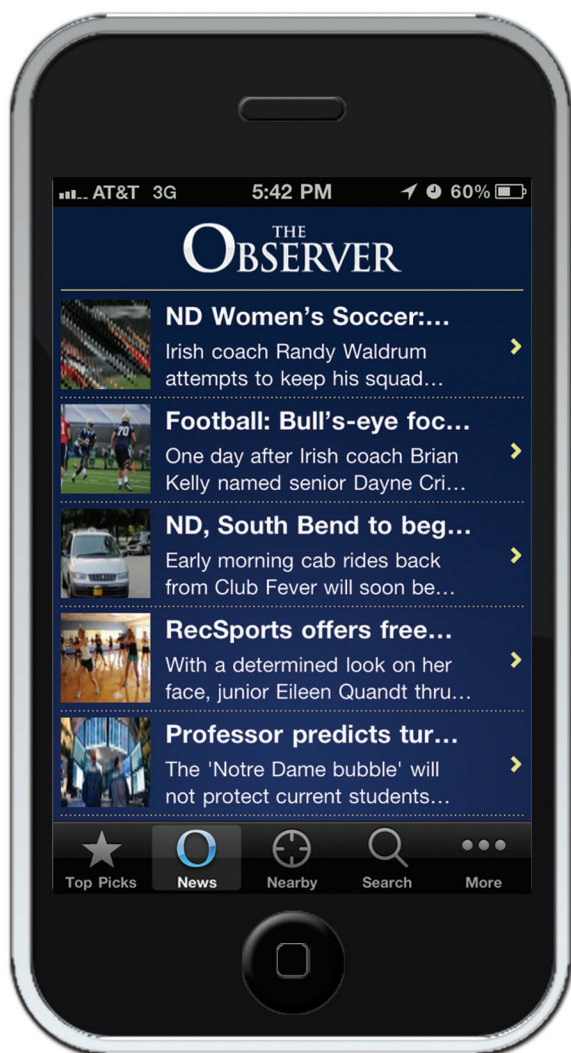 AT&T 3G 5:42 PM 60%
THE
OBSERVER
ND Women's Soccer:...
Irish coach Randy Waldrum
attempts to keep his squad...
Football: Bull's-eye foc...
One day after Irish coach Brian
Kelly named senior Dayne Cri...
ND, South Bend to beg...
Early morning cab rides back
from Club Fever will soon be...
RecSports offers free...
With a determined look on her
face, junior Eileen Quandt thru...
Professor predicts tur...
The 'Notre Dame bubble' will
not protect current students...
Top Picks News Nearby Search More